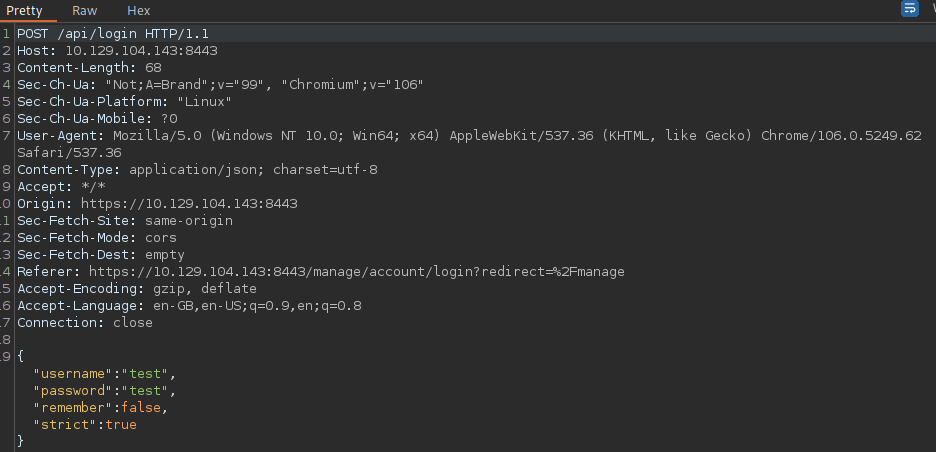 Pretty Raw Hex
1 POST /api/login HTTP/1.1
2 Host: 10.129.104.143:8443
3 Content-Length: 68
4 Sec-Ch-Ua: "Not;A=Brand";v="99", "Chromium";v="106"
5 Sec-Ch-Ua-Platform: "Linux"
6 Sec-Ch-Ua-Mobile: ?0
7 User-Agent: Mozilla/5.0 (Windows NT 10.0; Win64; x64) AppleWebKit/537.36 (KHTML, like Gecko) Chrome/106.0.5249.62
Safari/537.36
8 Content-Type: application/json; charset=utf-8
9 Accept: */*
10 Origin: https://10.129.104.143:8443
11 Sec-Fetch-Site: same-origin
12 Sec-Fetch-Mode: cors
13 Sec-Fetch-Dest: empty
14 Referer: https://10.129.104.143:8443/manage/account/login?redirect=%2Fmanage
15 Accept-Encoding: gzip, deflate
16 Accept-Language: en-GB,en-US;q=0.9,en;q=0.8
17 Connection: close
18
19 {
"username":"test",
"password":"test",
"remember":false,
"strict":true
}